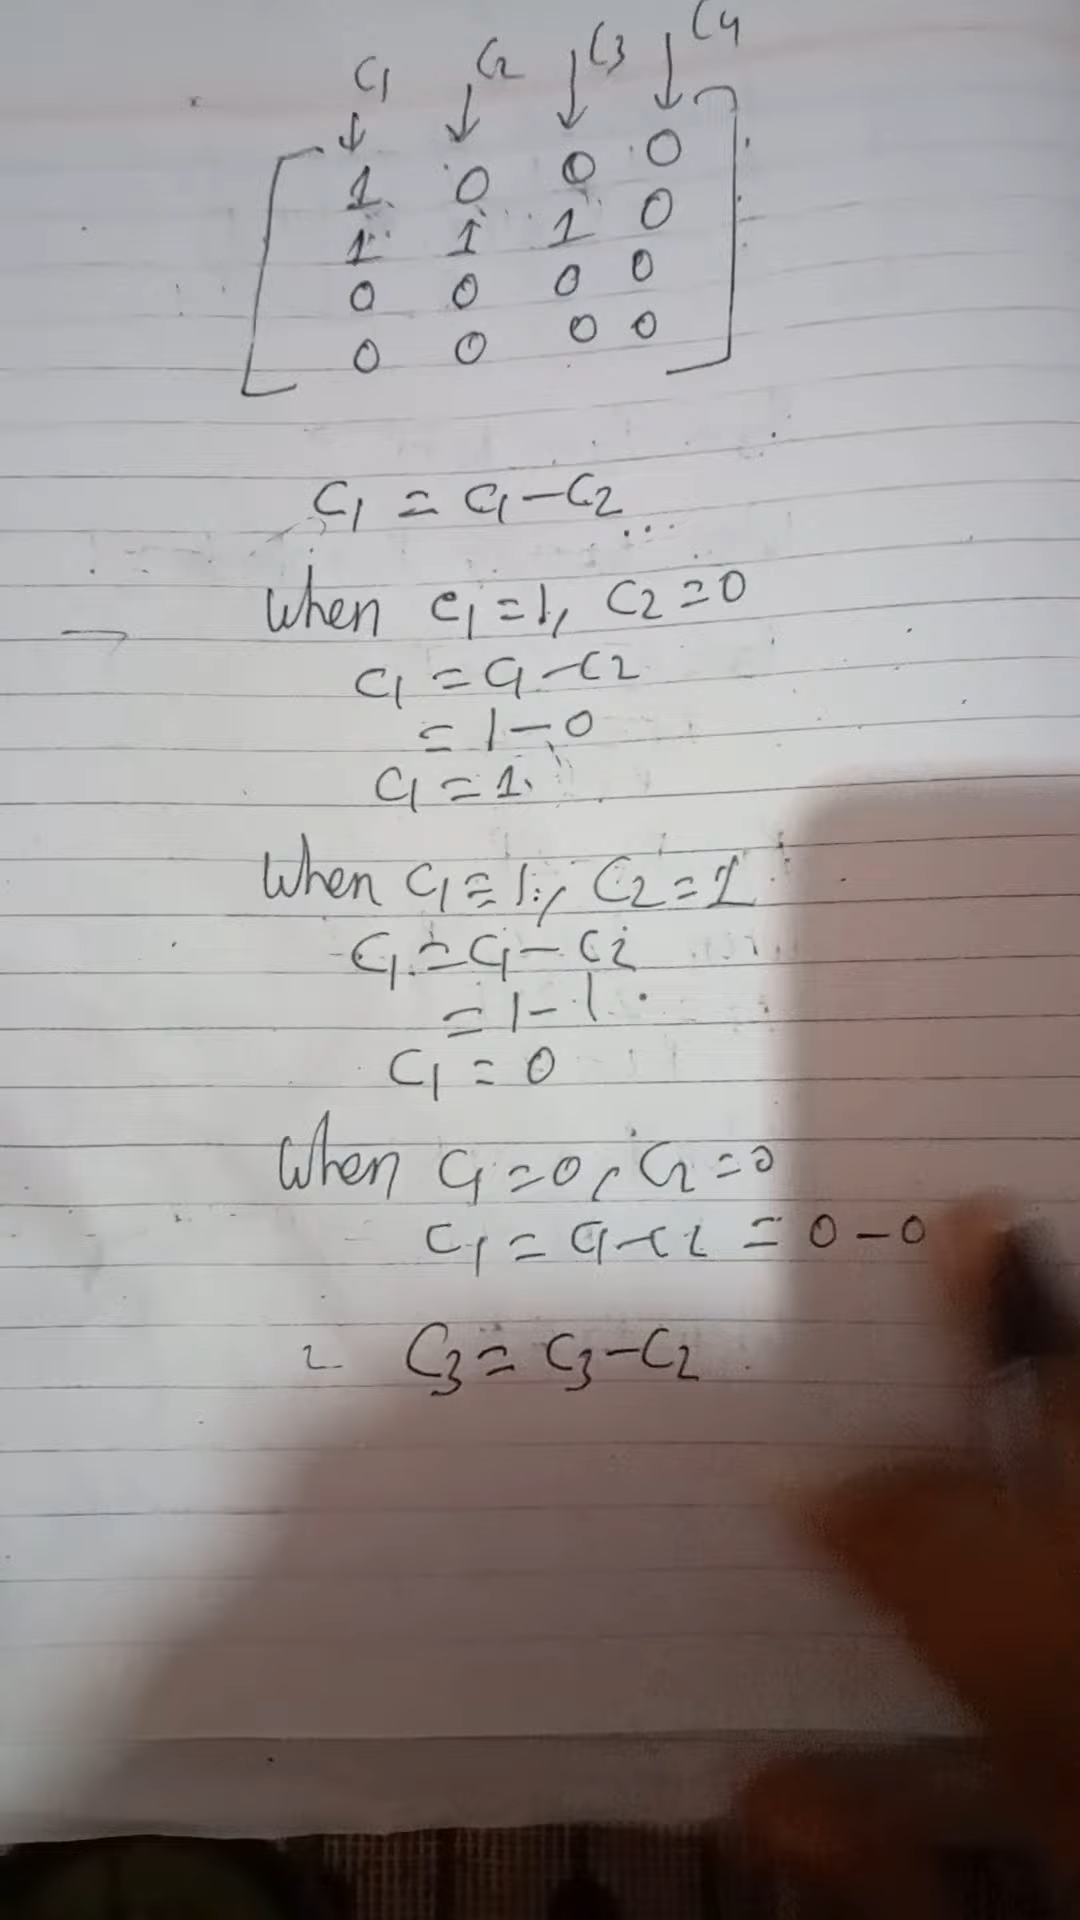 C1 C2 C3 C4
1 0 0 0
1 1 1 0
0 0 0 0
0 0 0 0
C1 = C1 - C2
When C1 = 1, C2 = 0
C1 = C1 - C2
= 1 - 0
C1 = 1
When C1 = 1, C2 = 1
C1 = C1 - C2
= 1 - 1
C1 = 0
When C1 = 0, C2 = 0
C1 = C1 - C2 = 0 - 0
C3 = C3 - C2